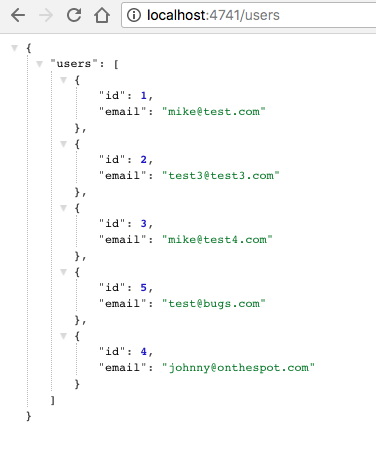 localhost:4741/users
{
"users": [
{
"id": 1,
"email": "mike@test.com"
},
{
"id": 2,
"email": "test3@test3.com"
},
{
"id": 3,
"email": "mike@test4.com"
},
{
"id": 5,
"email": "test@bugs.com"
},
{
"id": 4,
"email": "johnny@onthespot.com"
}
]
}